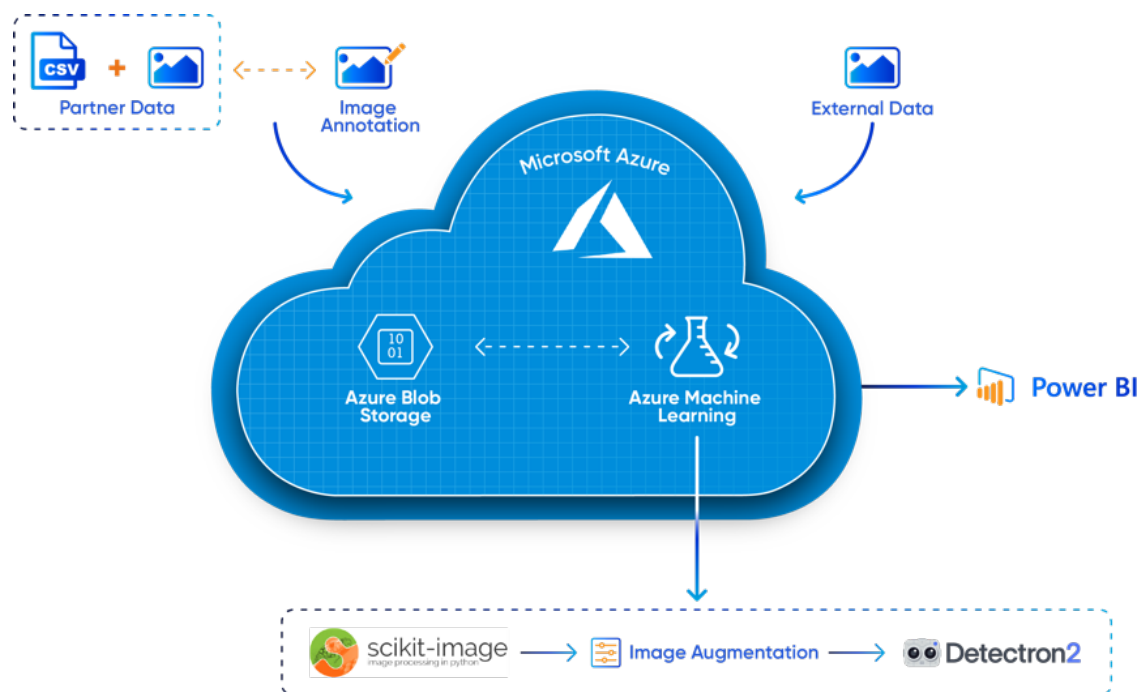 CSV
Partner Data
Image
Annotation
External Data
Microsoft Azure
10
01
Azure Blob
Storage
Azure Machine
Learning
Power BI
scikit-image
image processing in python
Image Augmentation
Detectron2